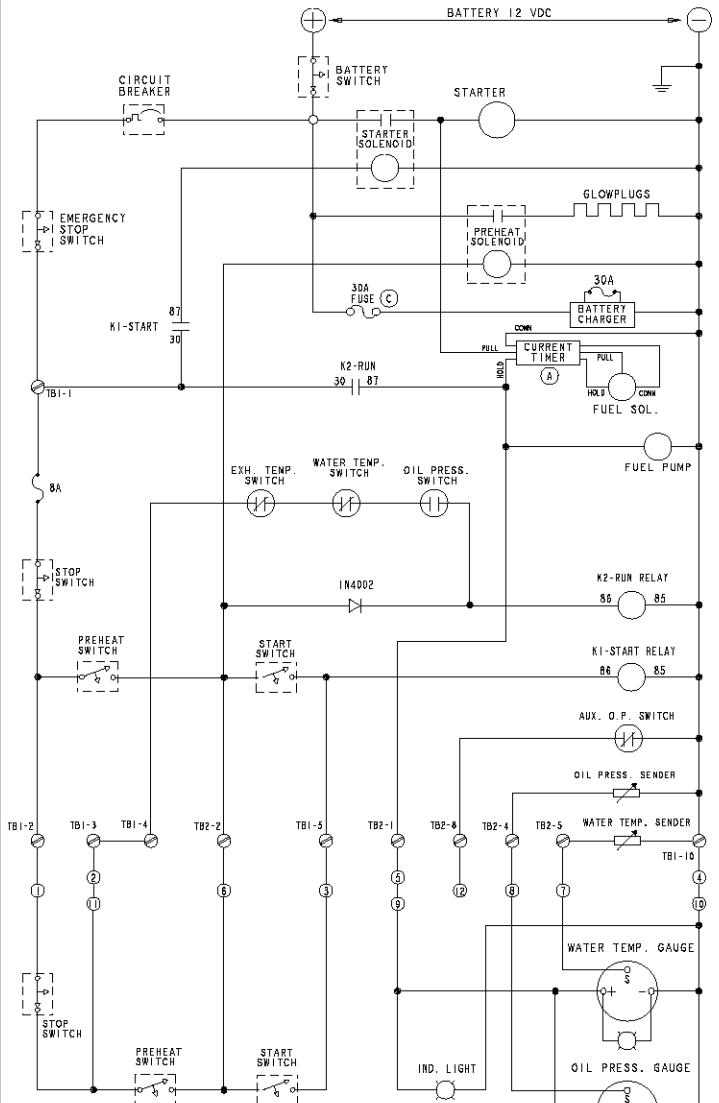 BATTERY 12 VDC
+
−
BATTERY
SWITCH
CIRCUIT
BREAKER
STARTER
STARTER
SOLENOID
EMERGENCY
STOP
SWITCH
GLOWPLUGS
PREHEAT
SOLENOID
30A
FUSE C
30A
BATTERY
CHARGER
87
K1-START
30
CONN
PULL
CURRENT
TIMER
PULL
HOLD
A
HOLD
CONN
FUEL SOL.
K2-RUN
30 87
TB1-1
FUEL PUMP
EXH. TEMP.
SWITCH
WATER TEMP.
SWITCH
OIL PRESS.
SWITCH
8A
STOP
SWITCH
1N4002
K2-RUN RELAY
86 85
PREHEAT
SWITCH
START
SWITCH
K1-START RELAY
86 85
AUX. O.P. SWITCH
OIL PRESS. SENDER
WATER TEMP. SENDER
TB1-2 TB1-3 TB1-4 TB2-2 TB1-5 TB2-1 TB2-8 TB2-4 TB2-5
TB1-10
1 2 6 3 5 12 8 7 4
11 9 10
WATER TEMP. GAUGE
S
+ −
STOP
SWITCH
PREHEAT
SWITCH
START
SWITCH
IND. LIGHT
OIL PRESS. GAUGE
S